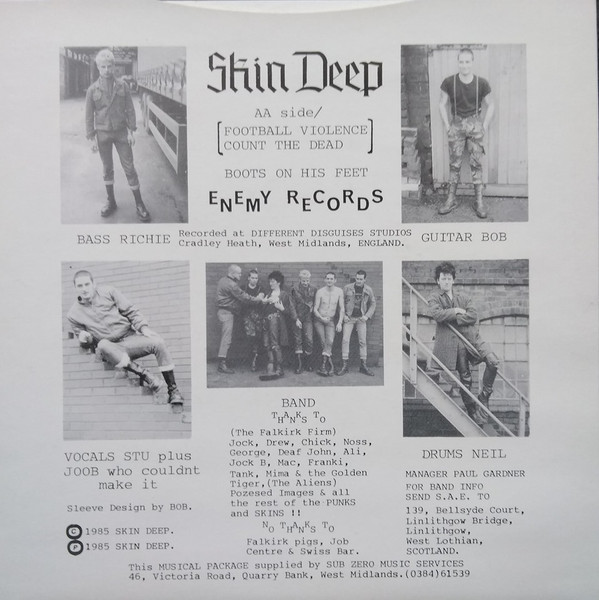 Skin Deep
AA side/
[FOOTBALL VIOLENCE
COUNT THE DEAD]
BOOTS ON HIS FEET
ENEMY RECORDS
BASS RICHIE
Recorded at DIFFERENT DISGUISES STUDIOS
Cradley Heath, West Midlands, ENGLAND.
GUITAR BOB
VOCALS STU plus
JOOB who couldnt
make it
Sleeve Design by BOB.
C 1985 SKIN DEEP.
P 1985 SKIN DEEP.
BAND
THANKS TO
(The Falkirk Firm)
Jock, Drew, Chick, Noss,
George, Deaf John, Ali,
Jock B, Mac, Franki,
Tank, Mima & the Golden
Tiger,(The Aliens)
Pozesed Images & all
the rest of the PUNKS
and SKINS !!
NO THANKS TO
Falkirk pigs, Job
Centre & Swiss Bar.
DRUMS NEIL
MANAGER PAUL GARDNER
FOR BAND INFO
SEND S.A.E. TO
139, Bellsyde Court,
Linlithgow Bridge,
Linlithgow,
West Lothian,
SCOTLAND.
This MUSICAL PACKAGE supplied by SUB ZERO MUSIC SERVICES
46, Victoria Road, Quarry Bank, West Midlands.(0384)61539